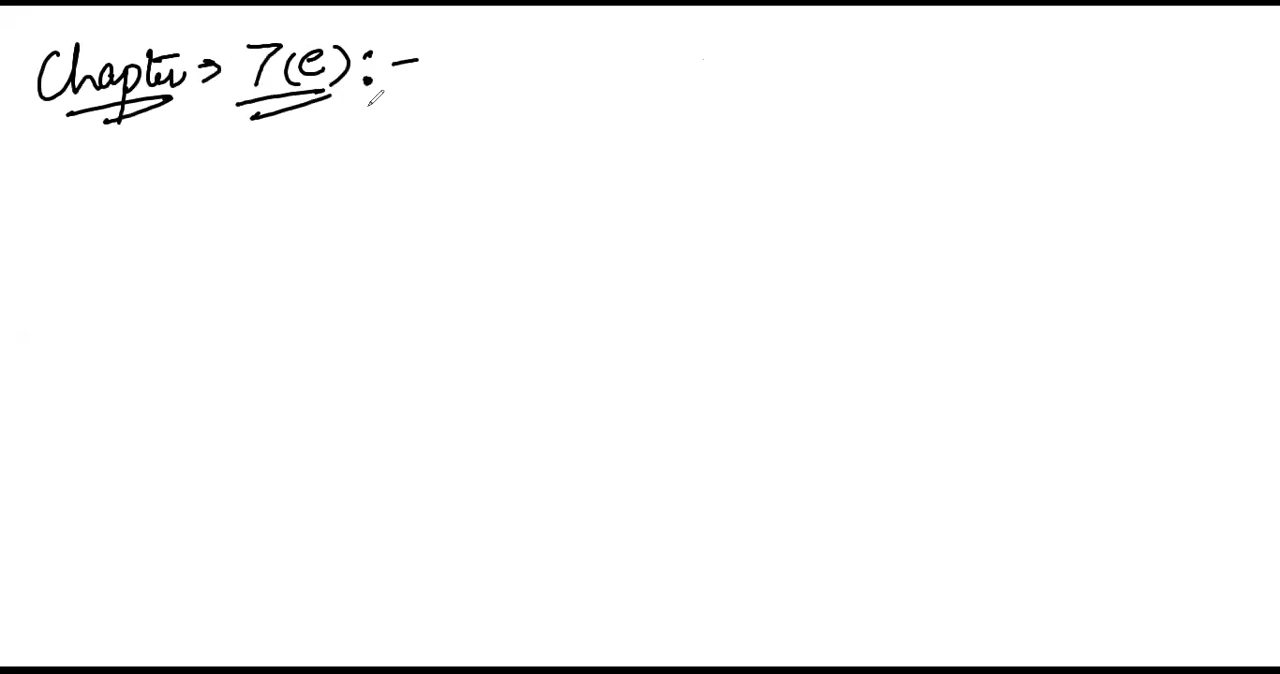 Chapter → 7(e) :-